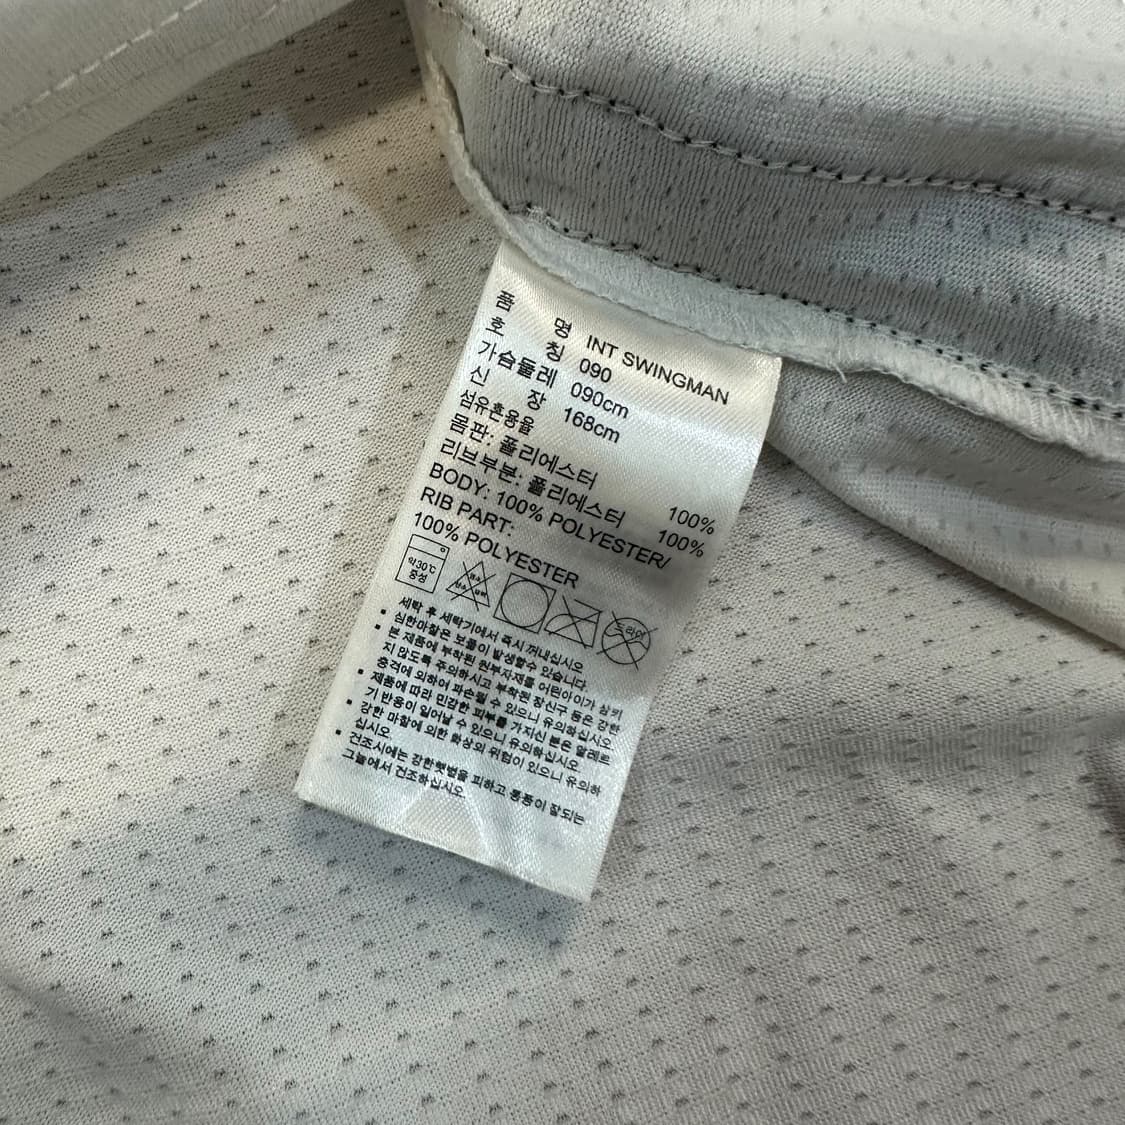 품 명 INT SWINGMAN
호 칭 090
가슴둘레 090cm
신 장 168cm
섬유혼용율
몸판: 폴리에스터 100%
리브부분: 폴리에스터 100%
BODY: 100% POLYESTER/
RIB PART:
100% POLYESTER
약30℃
중성
드라이
▪ 세탁 후 세탁기에서 즉시 꺼내십시오
▪ 심한마찰은 보풀이 발생할수 있습니다.
▪ 본 제품에 부착된 원부자재를 어린아이가 삼키
지 않도록 주의하시고 부착된 장신구 등은 강한
충격에 의하여 파손될 수 있으니 유의하십시오
▪ 제품에 따라 민감한 피부를 가지신 분은 알레르
기 반응이 일어날 수 있으니 유의하십시오.
▪ 강한 마찰에 의한 화상의 위험이 있으니 유의하
십시오.
▪ 건조시에는 강한햇볕을 피하고 통풍이 잘되는
그늘에서 건조하십시오.